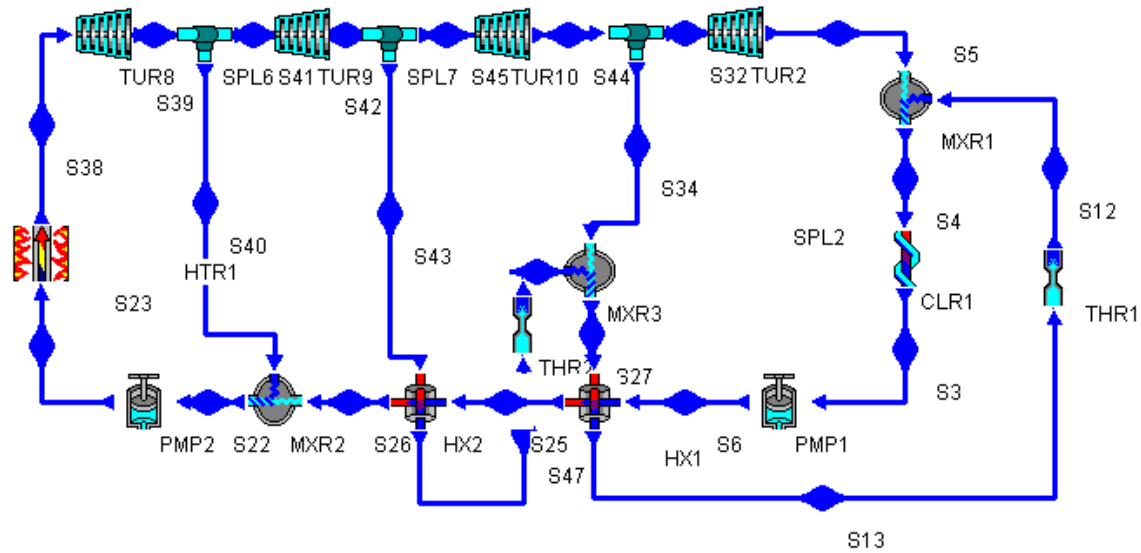 S5
TUR8 SPL6 S41 TUR9 SPL7 S45 TUR10 S44 S32 TUR2
S39 S42
MXR1
S38 S34
S12
S4
SPL2
S40 S43
HTR1
S23 MXR3 CLR1 THR1
THR2 S27
S3
PMP2 S22 MXR2 S26 HX2 S25 S6 PMP1
HX1
S47
S13